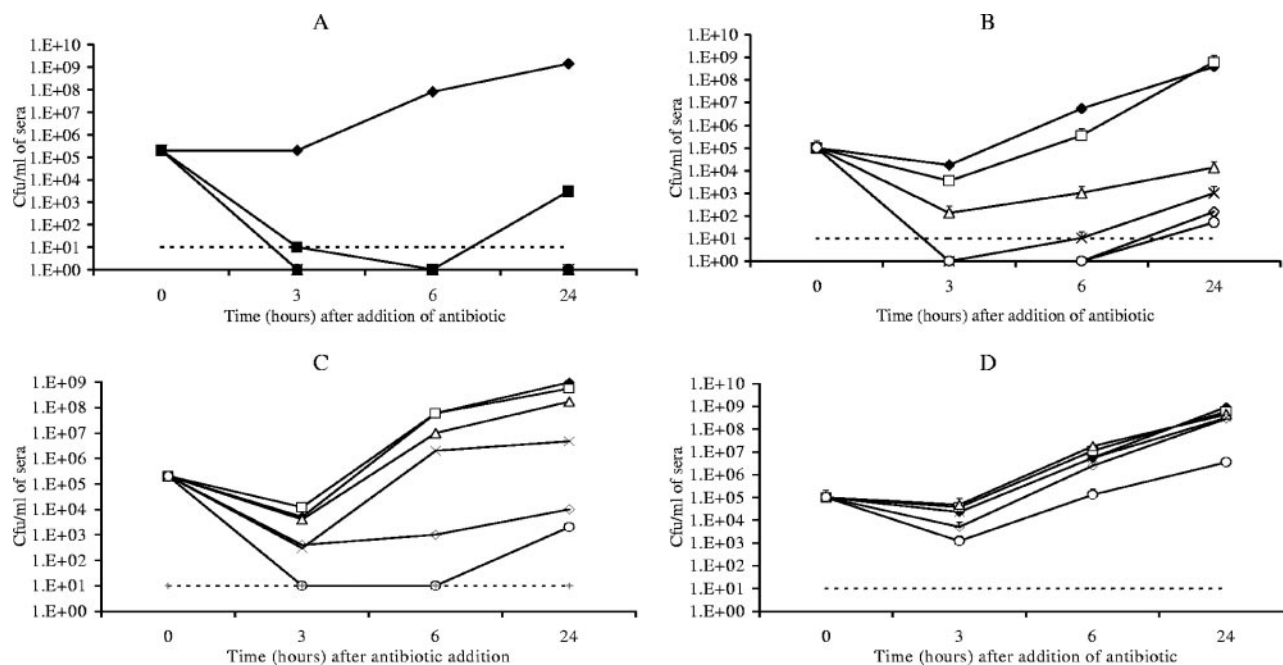 A
1.E+10
1.E+09
1.E+08
1.E+07
1.E+06
1.E+05
1.E+04
1.E+03
1.E+02
1.E+01
1.E+00
Cfu/ml of sera
0 3 6 24
Time (hours) after addition of antibiotic
B
1.E+10
1.E+09
1.E+08
1.E+07
1.E+06
1.E+05
1.E+04
1.E+03
1.E+02
1.E+01
1.E+00
Cfu/ml of sera
0 3 6 24
Time (hours) after addition of antibiotic
C
1.E+09
1.E+08
1.E+07
1.E+06
1.E+05
1.E+04
1.E+03
1.E+02
1.E+01
1.E+00
Cfu/ml of sera
0 3 6 24
Time (hours) after antibiotic addition
D
1.E+10
1.E+09
1.E+08
1.E+07
1.E+06
1.E+05
1.E+04
1.E+03
1.E+02
1.E+01
1.E+00
Cfu/ml of sera
0 3 6 24
Time (hours) after addition of antibiotic